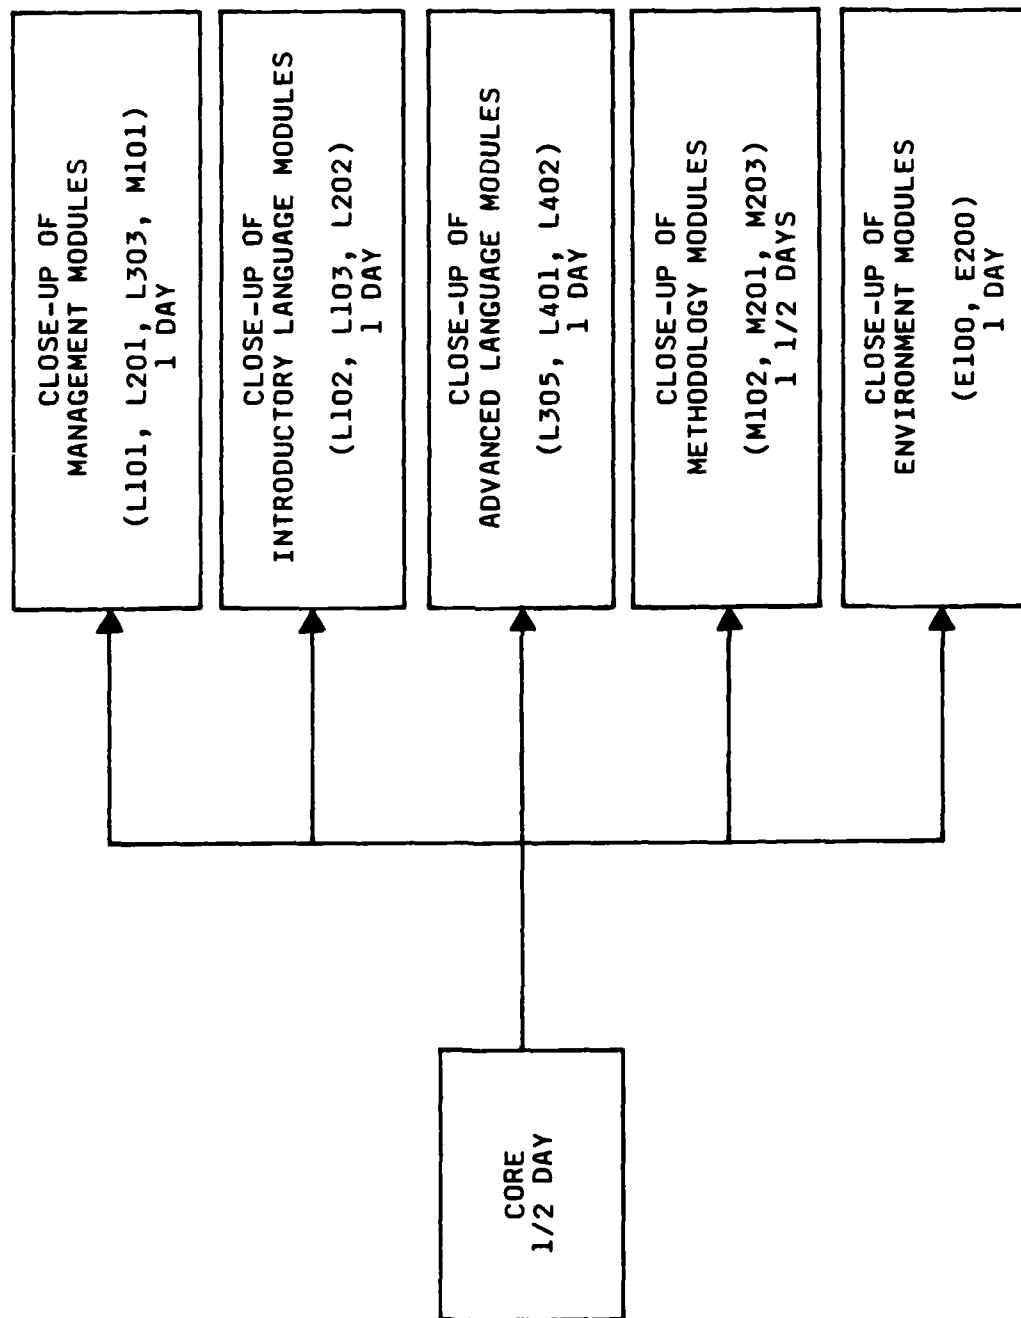 CORE
1/2 DAY
CLOSE-UP OF
MANAGEMENT MODULES
(L101, L201, L303, M101)
1 DAY
CLOSE-UP OF
INTRODUCTORY LANGUAGE MODULES
(L102, L103, L202)
1 DAY
CLOSE-UP OF
ADVANCED LANGUAGE MODULES
(L305, L401, L402)
1 DAY
CLOSE-UP OF
METHODOLOGY MODULES
(M102, M201, M203)
1 1/2 DAYS
CLOSE-UP OF
ENVIRONMENT MODULES
(E100, E200)
1 DAY